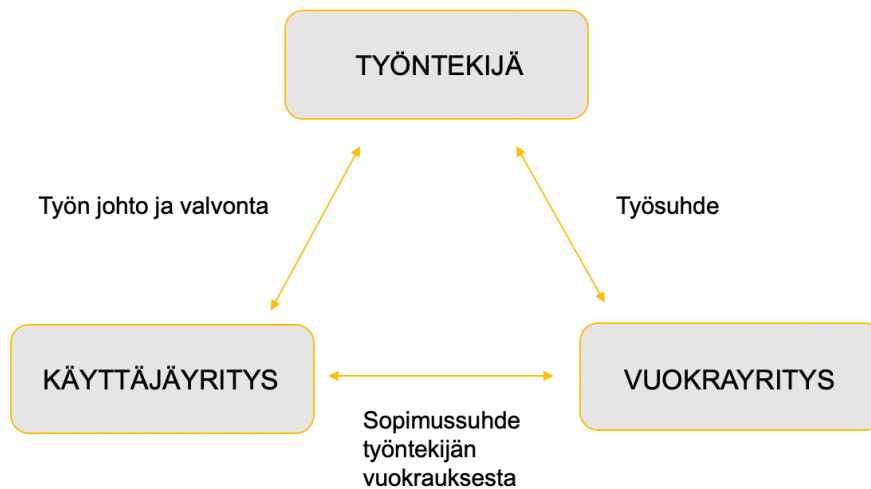 TYÖNTEKIJÄ
Työn johto ja valvonta
Työsuhde
KÄYTTÄJÄYRITYS
VUOKRAYRITYS
Sopimussuhde
työntekijän
vuokrauksesta